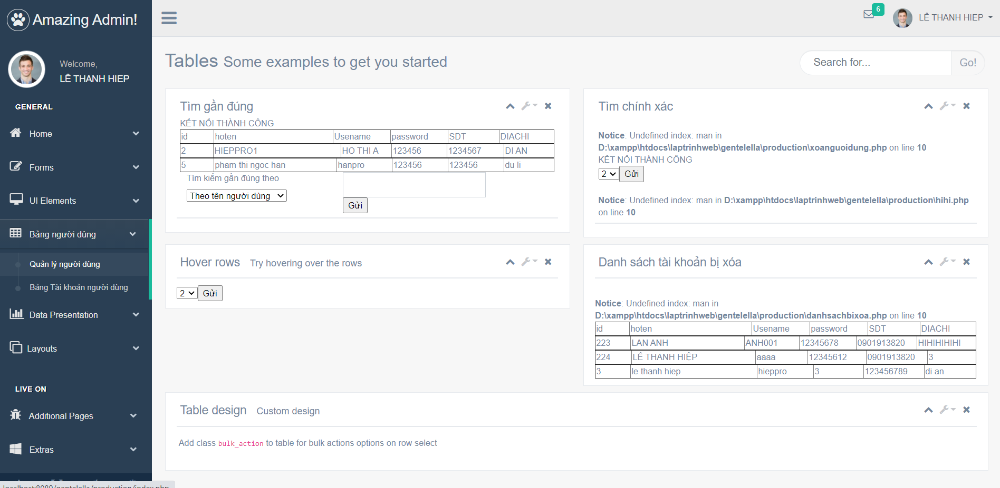 Amazing Admin!
6
LÊ THANH HIEP
Welcome,
LÊ THANH HIEP
GENERAL
Home
Forms
UI Elements
Bảng người dùng
Quản lý người dùng
Bảng Tài khoản người dùng
Data Presentation
Layouts
LIVE ON
Additional Pages
Extras
localhost:8080/gentelella/production/index.php
Tables Some examples to get you started
Search for...
Go!
Tìm gần đúng
KẾT NỐI THÀNH CÔNG
id hoten Usename password SDT DIACHI
2 HIEPPRO1 HO THI A 123456 1234567 DI AN
5 pham thi ngoc han hanpro 123456 123456 du li
Tìm kiếm gần đúng theo
Theo tên người dùng
Gửi
Tìm chính xác
Notice: Undefined index: man in
D:\xampp\htdocs\laptrinhweb\gentelella\production\xoanguoidung.php on line 10
KẾT NỐI THÀNH CÔNG
2 Gửi
Notice: Undefined index: man in D:\xampp\htdocs\laptrinhweb\gentelella\production\hihi.php
on line 10
Hover rows Try hovering over the rows
2 Gửi
Danh sách tài khoản bị xóa
Notice: Undefined index: man in
D:\xampp\htdocs\laptrinhweb\gentelella\production\danhsachbixoa.php on line 10
id hoten Usename password SDT DIACHI
223 LAN ANH ANH001 12345678 0901913820 HIHIHIHIHI
224 LÊ THANH HIỆP aaaa 12345612 0901913820 3
3 le thanh hiep hieppro 3 123456789 di an
Table design Custom design
Add class bulk_action to table for bulk actions options on row select